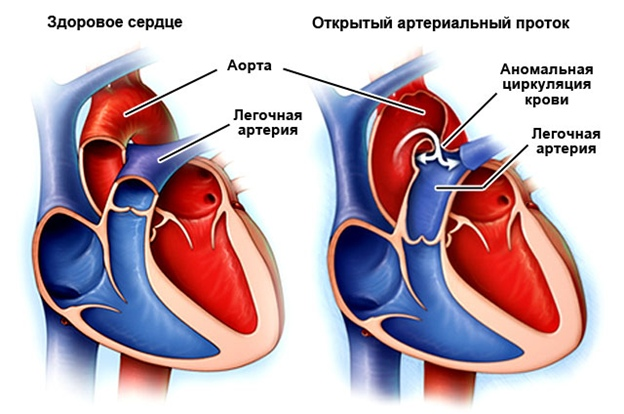 Здоровое сердце
Открытый артериальный проток
Аорта
Легочная
артерия
Аномальная
циркуляция
крови
Легочная
артерия